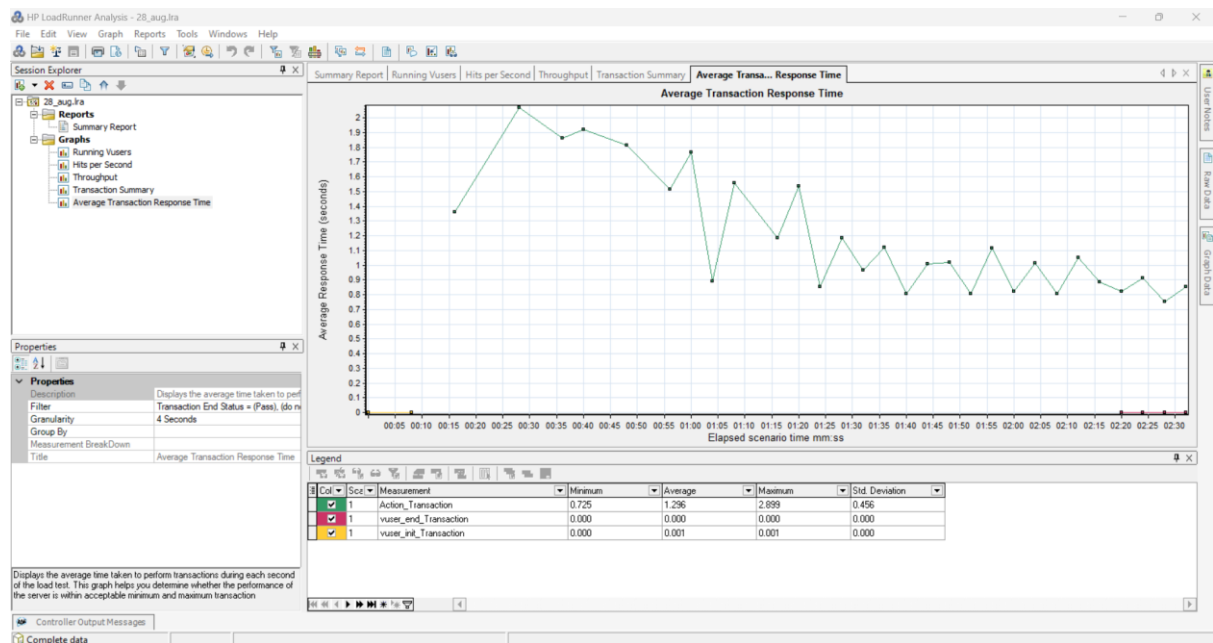 HP LoadRunner Analysis - 28_aug.lra
File Edit View Graph Reports Tools Windows Help
Session Explorer
28_aug.lra
Reports
Summary Report
Graphs
Running Vusers
Hits per Second
Throughput
Transaction Summary
Average Transaction Response Time
Properties
Properties
Description Displays the average time taken to perf
Filter Transaction End Status = (Pass), (do n
Granularity 4 Seconds
Group By
Measurement BreakDown
Title Average Transaction Response Time
Displays the average time taken to perform transactions during each second
of the load test. This graph helps you determine whether the performance of
the server is within acceptable minimum and maximum transaction
Summary Report Running Vusers Hits per Second Throughput Transaction Summary Average Transa... Response Time
Average Transaction Response Time
Average Response Time (seconds)
2
1.9
1.8
1.7
1.6
1.5
1.4
1.3
1.2
1.1
1
0.9
0.8
0.7
0.6
0.5
0.4
0.3
0.2
0.1
0
00:05 00:10 00:15 00:20 00:25 00:30 00:35 00:40 00:45 00:50 00:55 01:00 01:05 01:10 01:15 01:20 01:25 01:30 01:35 01:40 01:45 01:50 01:55 02:00 02:05 02:10 02:15 02:20 02:25 02:30
Elapsed scenario time mm:ss
Legend
Col Sca Measurement Minimum Average Maximum Std. Deviation
1 Action_Transaction 0.725 1.296 2.899 0.456
1 vuser_end_Transaction 0.000 0.000 0.000 0.000
1 vuser_init_Transaction 0.000 0.001 0.001 0.000
User Notes
Raw Data
Graph Data
Controller Output Messages
Complete data